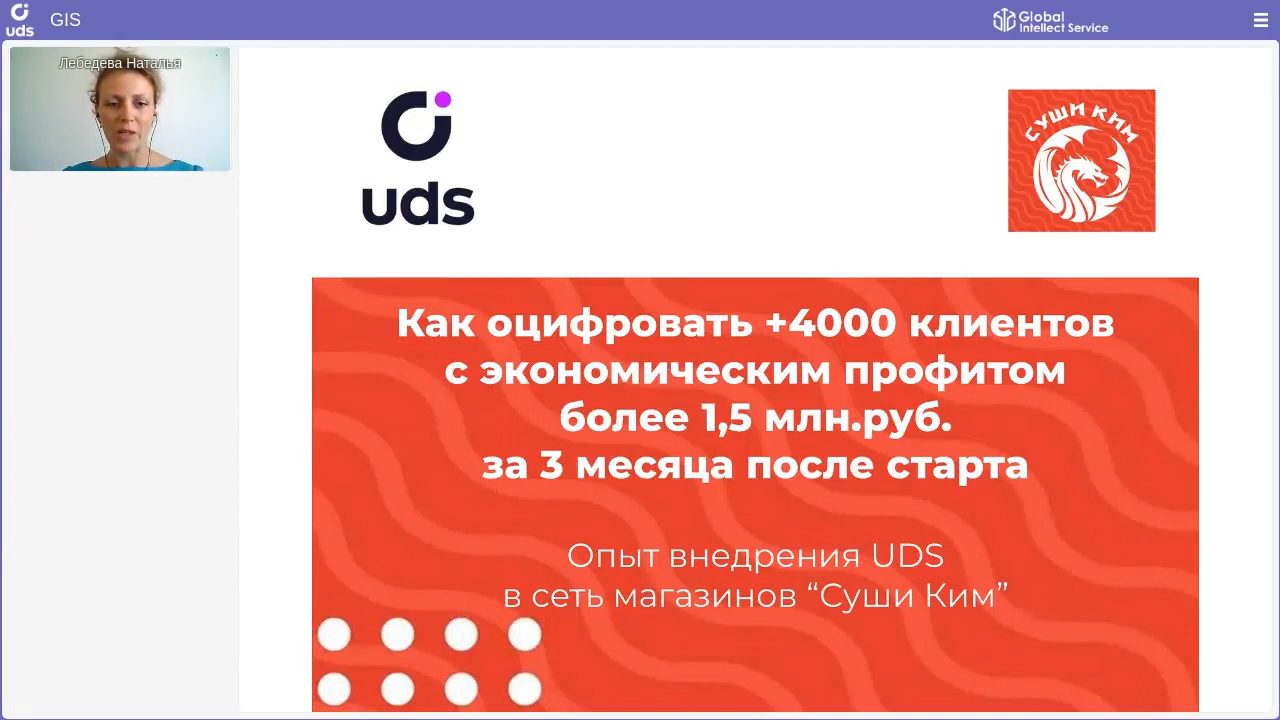 uds
GIS
Global
Intellect Service
Лебедева Наталья
uds
СУШИ КИМ
Как оцифровать +4000 клиентов
с экономическим профитом
более 1,5 млн.руб.
за 3 месяца после старта
Опыт внедрения UDS
в сеть магазинов “Суши Ким”